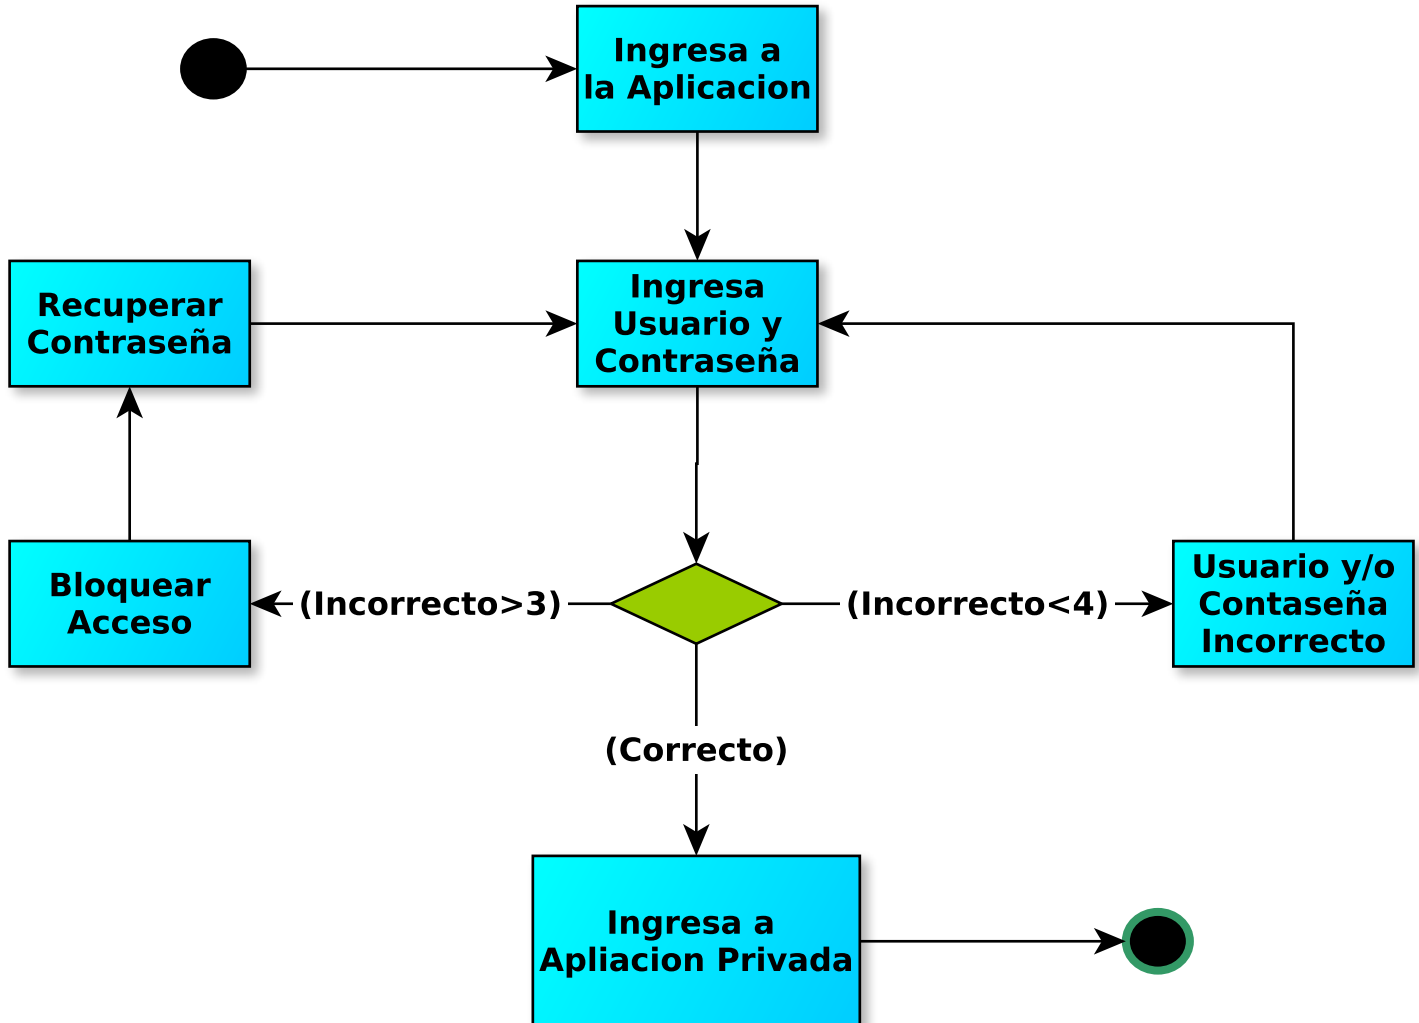 Ingresa a
la Aplicacion
Recuperar
Contraseña
Ingresa
Usuario y
Contraseña
Bloquear
Acceso
(Incorrecto>3)
(Incorrecto<4)
Usuario y/o
Contaseña
Incorrecto
(Correcto)
Ingresa a
Apliacion Privada